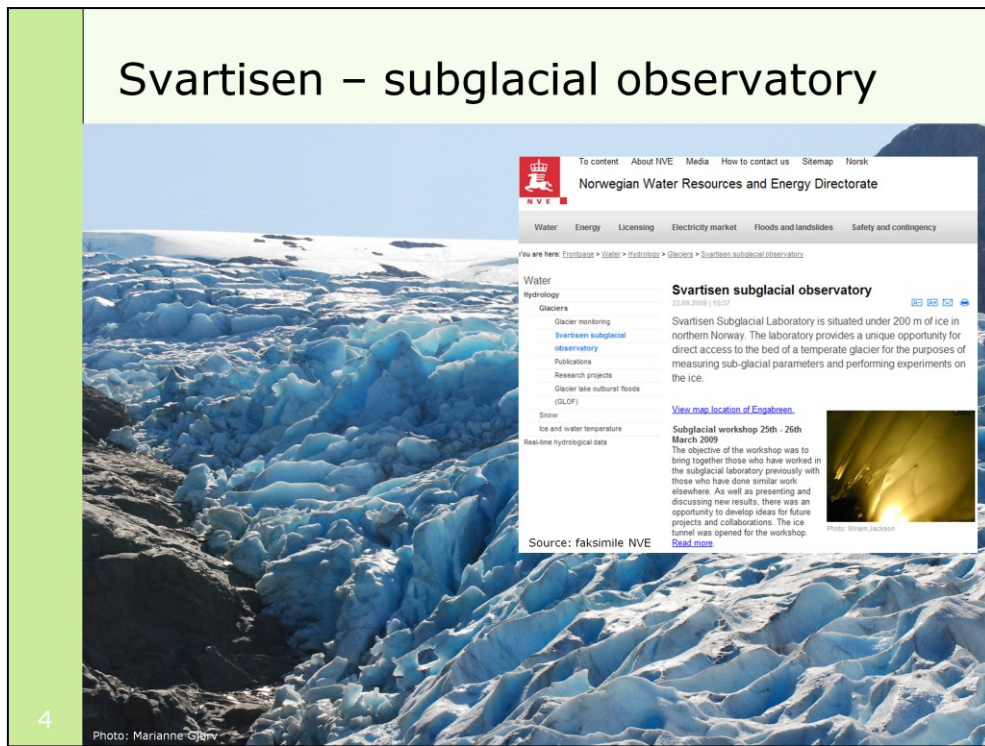 Svartisen – subglacial observatory
To content About NVE Media How to contact us Sitemap Norsk
Norwegian Water Resources and Energy Directorate
NVE
Water Energy Licensing Electricity market Floods and landslides Safety and contingency
You are here: Frontpage > Water > Hydrology > Glaciers > Svartisen subglacial observatory
Water
Hydrology
Glaciers
Glacier monitoring
Svartisen subglacial
observatory
Publications
Research projects
Glacier lake outburst floods
(GLOF)
Snow
Ice and water temperature
Real-time hydrological data
Svartisen subglacial observatory
22.09.2009 | 15:37
A- A+
Svartisen Subglacial Laboratory is situated under 200 m of ice in
northern Norway. The laboratory provides a unique opportunity for
direct access to the bed of a temperate glacier for the purposes of
measuring sub-glacial parameters and performing experiments on
the ice.
View map location of Engabreen.
Subglacial workshop 25th - 26th
March 2009
The objective of the workshop was to
bring together those who have worked in
the subglacial laboratory previously with
those who have done similar work
elsewhere. As well as presenting and
discussing new results, there was an
opportunity to develop ideas for future
projects and collaborations. The ice
tunnel was opened for the workshop.
Read more.
Photo: Miriam Jackson
Source: faksimile NVE
4
Photo: Marianne Gjørv